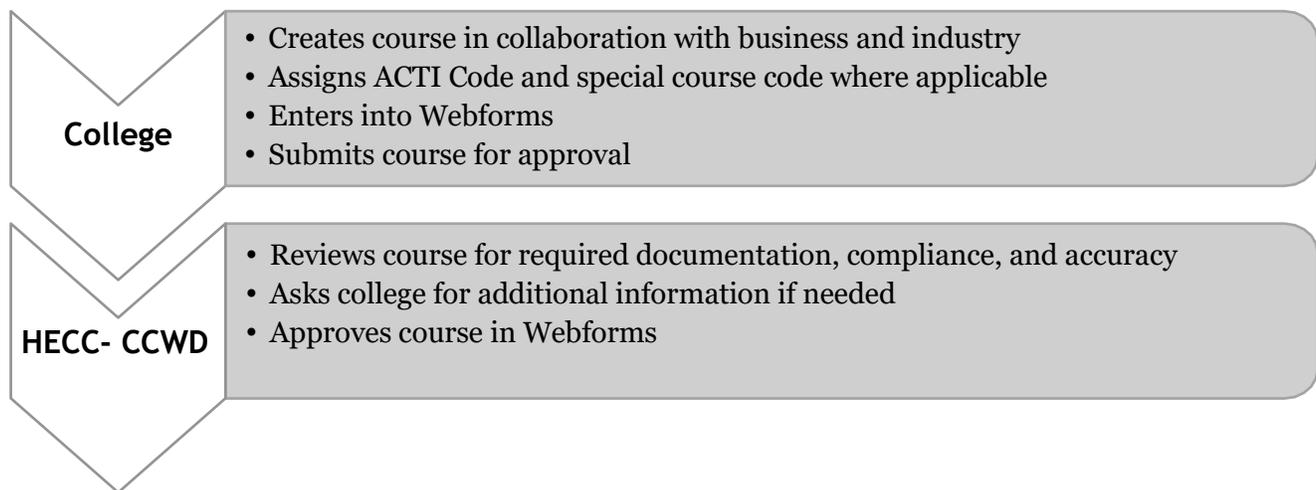 College
• Creates course in collaboration with business and industry
• Assigns ACTI Code and special course code where applicable
• Enters into Webforms
• Submits course for approval
HECC- CCWD
• Reviews course for required documentation, compliance, and accuracy
• Asks college for additional information if needed
• Approves course in Webforms